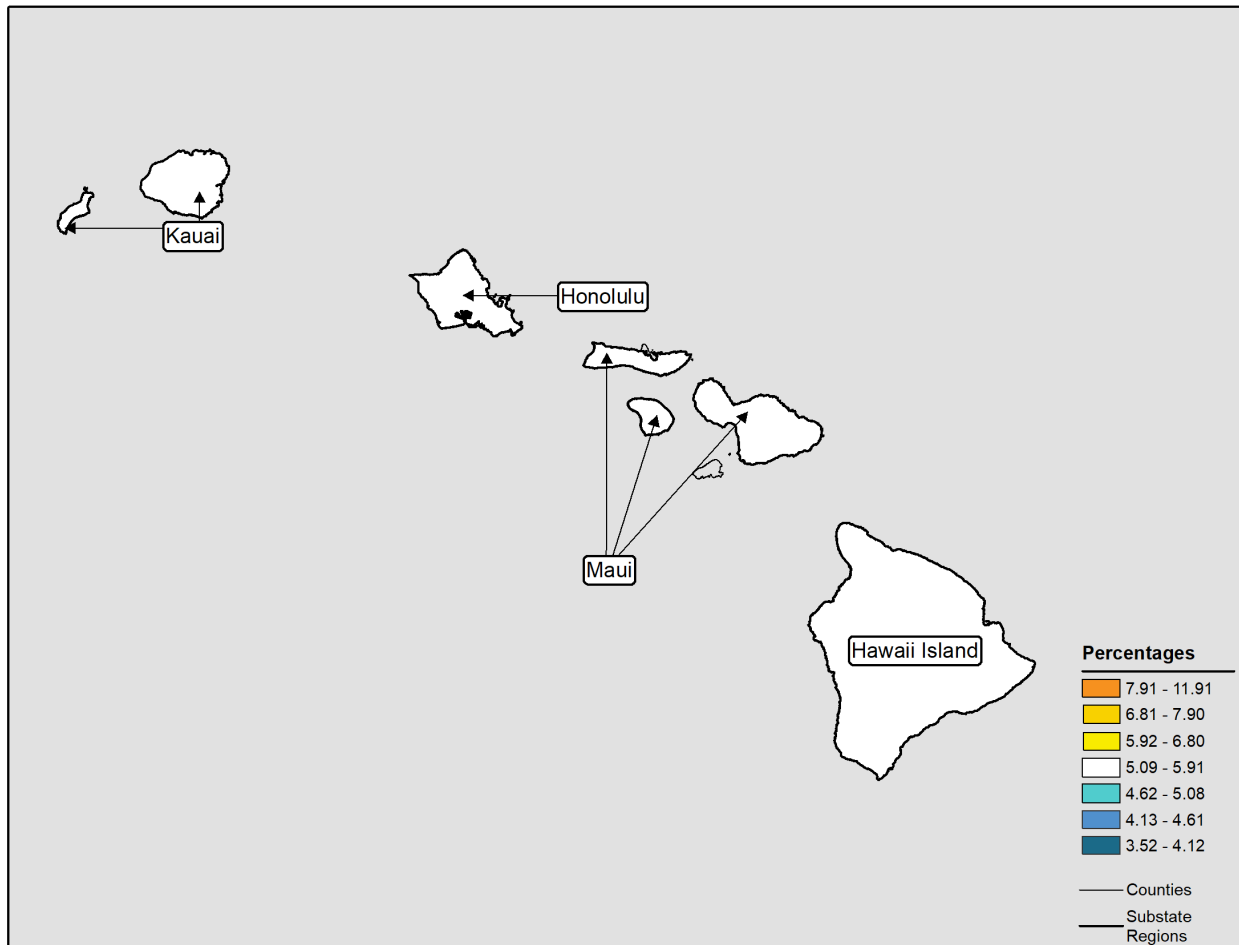 Kauai
Honolulu
Maui
Hawaii Island
Percentages
7.91 - 11.91
6.81 - 7.90
5.92 - 6.80
5.09 - 5.91
4.62 - 5.08
4.13 - 4.61
3.52 - 4.12
Counties
Substate
Regions